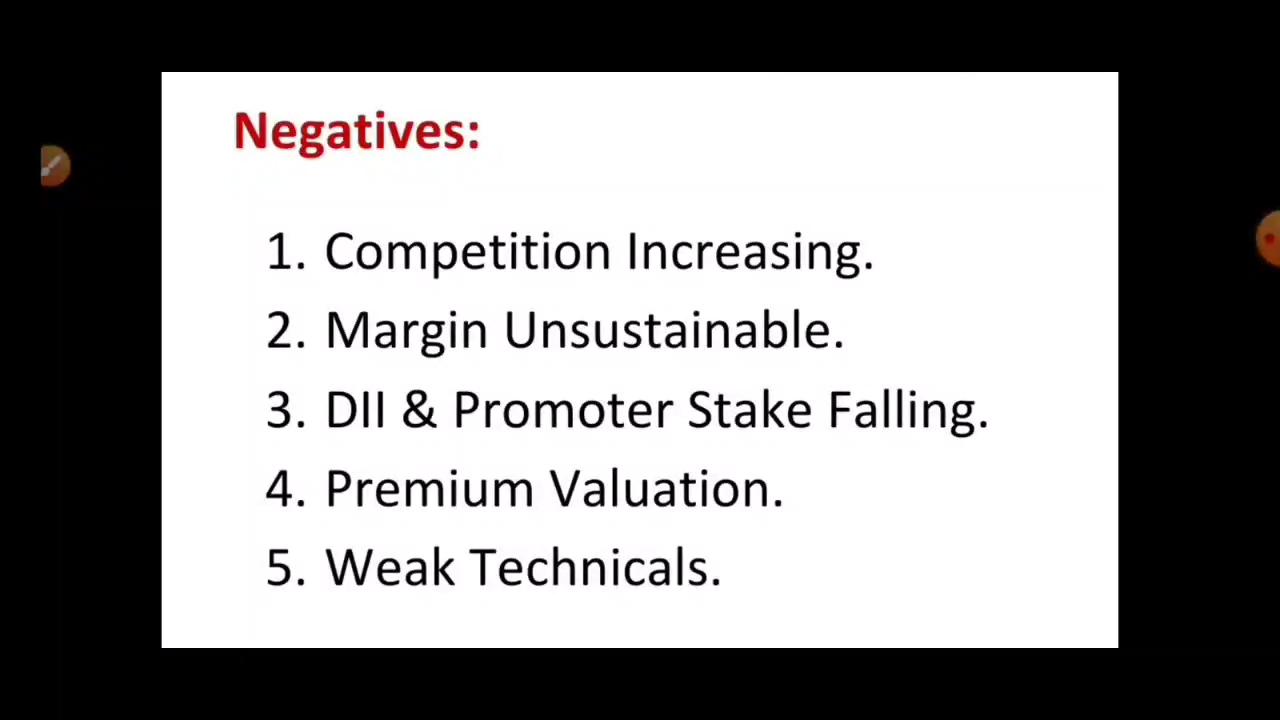 Negatives:
1. Competition Increasing.
2. Margin Unsustainable.
3. DII & Promoter Stake Falling.
4. Premium Valuation.
5. Weak Technicals.